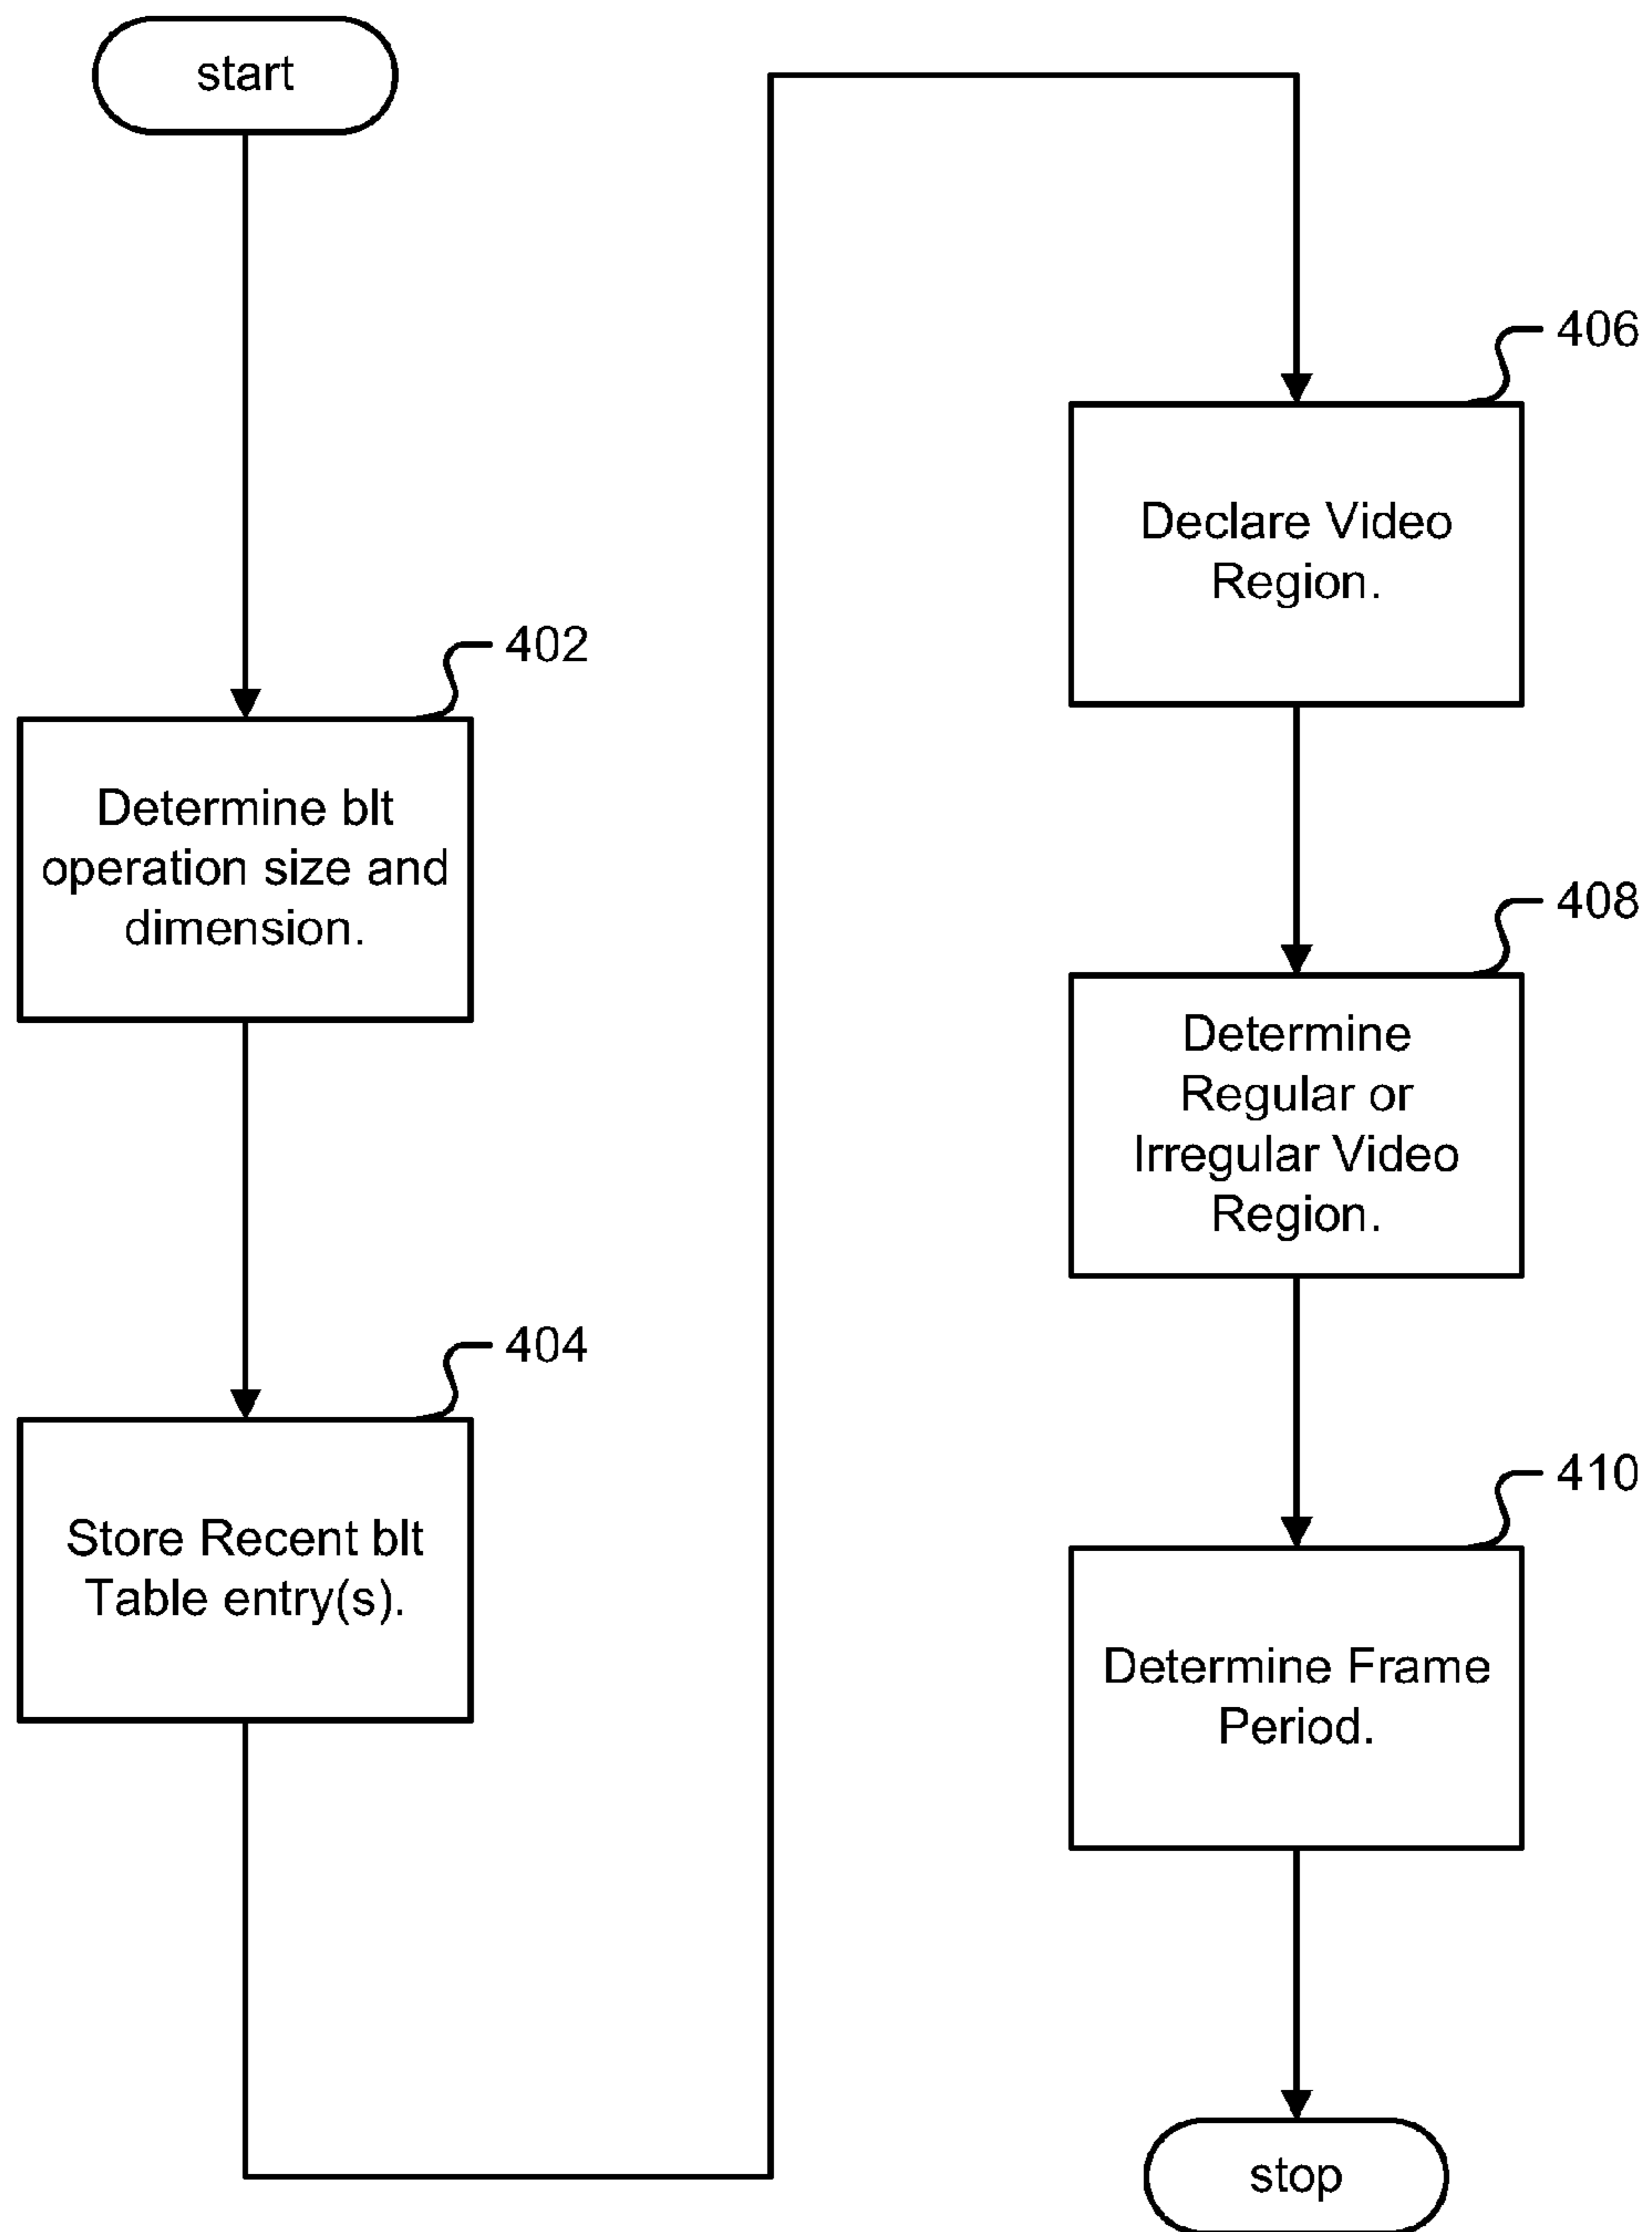 start
402
Determine blt
operation size and
dimension.
404
Store Recent blt
Table entry(s).
406
Declare Video
Region.
408
Determine
Regular or
Irregular Video
Region.
410
Determine Frame
Period.
stop